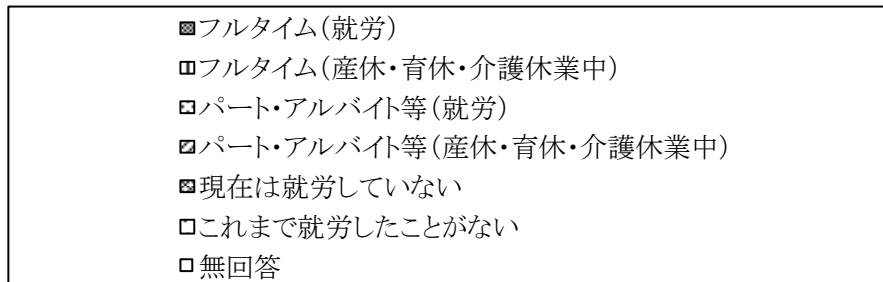 フルタイム(就労)
フルタイム(産休・育休・介護休業中)
パート・アルバイト等(就労)
パート・アルバイト等(産休・育休・介護休業中)
現在は就労していない
これまで就労したことがない
無回答